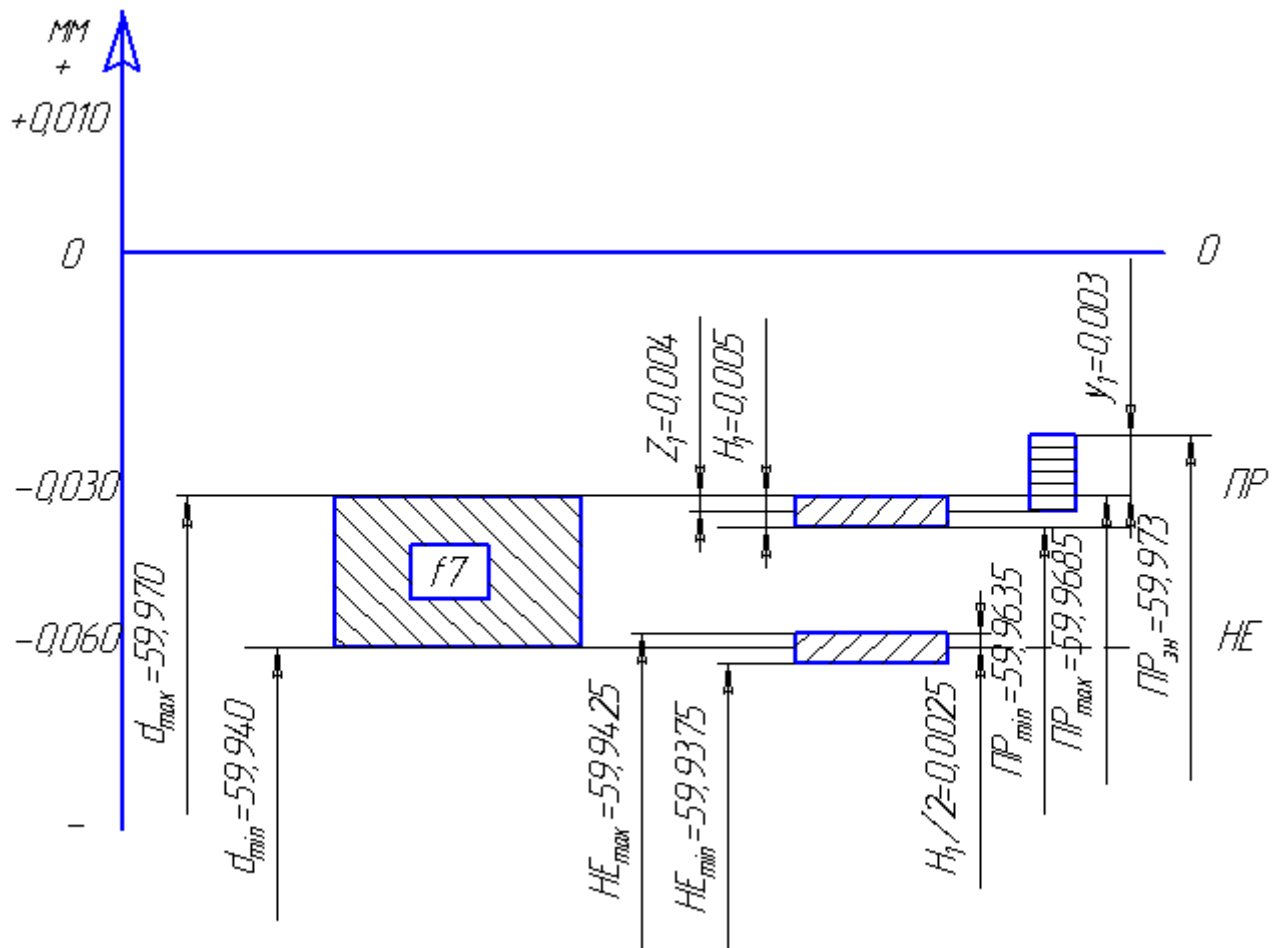 мм
+
+0,010
0
0
y₁=0,003
Z₁=0,004
H₁=0,005
-0,030
ПР
f7
-0,060
НЕ
dmax=59,970
dmin=59,940
НЕmax=59,9425
НЕmin=59,9375
H₁/2=0,0025
ПРmin=59,9635
ПРmax=59,9685
ПРзн=59,973
-